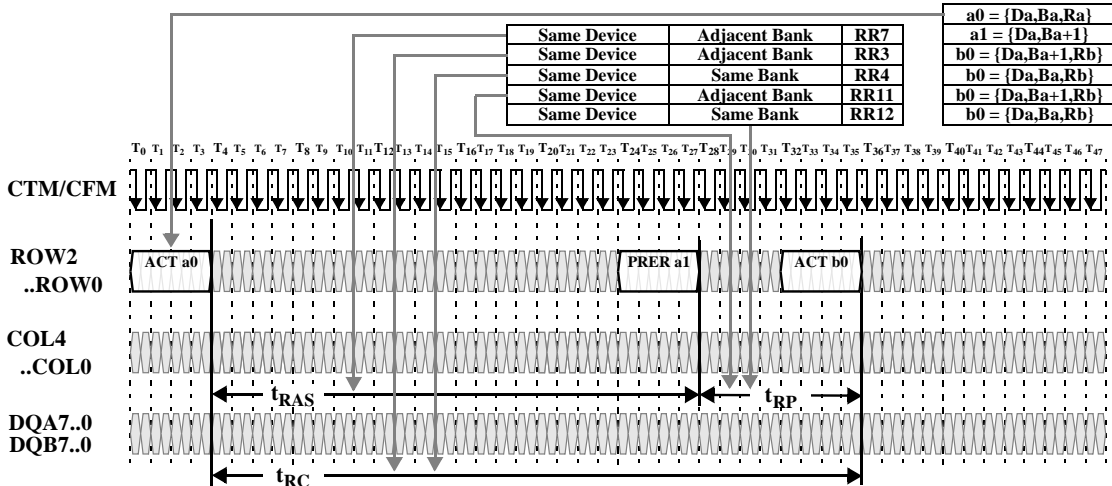 a0 = {Da,Ba,Ra}
Same Device Adjacent Bank RR7 a1 = {Da,Ba+1}
Same Device Adjacent Bank RR3 b0 = {Da,Ba+1,Rb}
Same Device Same Bank RR4 b0 = {Da,Ba,Rb}
Same Device Adjacent Bank RR11 b0 = {Da,Ba+1,Rb}
Same Device Same Bank RR12 b0 = {Da,Ba,Rb}
T0 T1 T2 T3 T4 T5 T6 T7 T8 T9 T10 T11 T12 T13 T14 T15 T16 T17 T18 T19 T20 T21 T22 T23 T24 T25 T26 T27 T28 T29 T30 T31 T32 T33 T34 T35 T36 T37 T38 T39 T40 T41 T42 T43 T44 T45 T46 T47
CTM/CFM
ROW2
..ROW0
ACT a0 PRER a1 ACT b0
COL4
..COL0
tRAS tRP
DQA7..0
DQB7..0
tRC